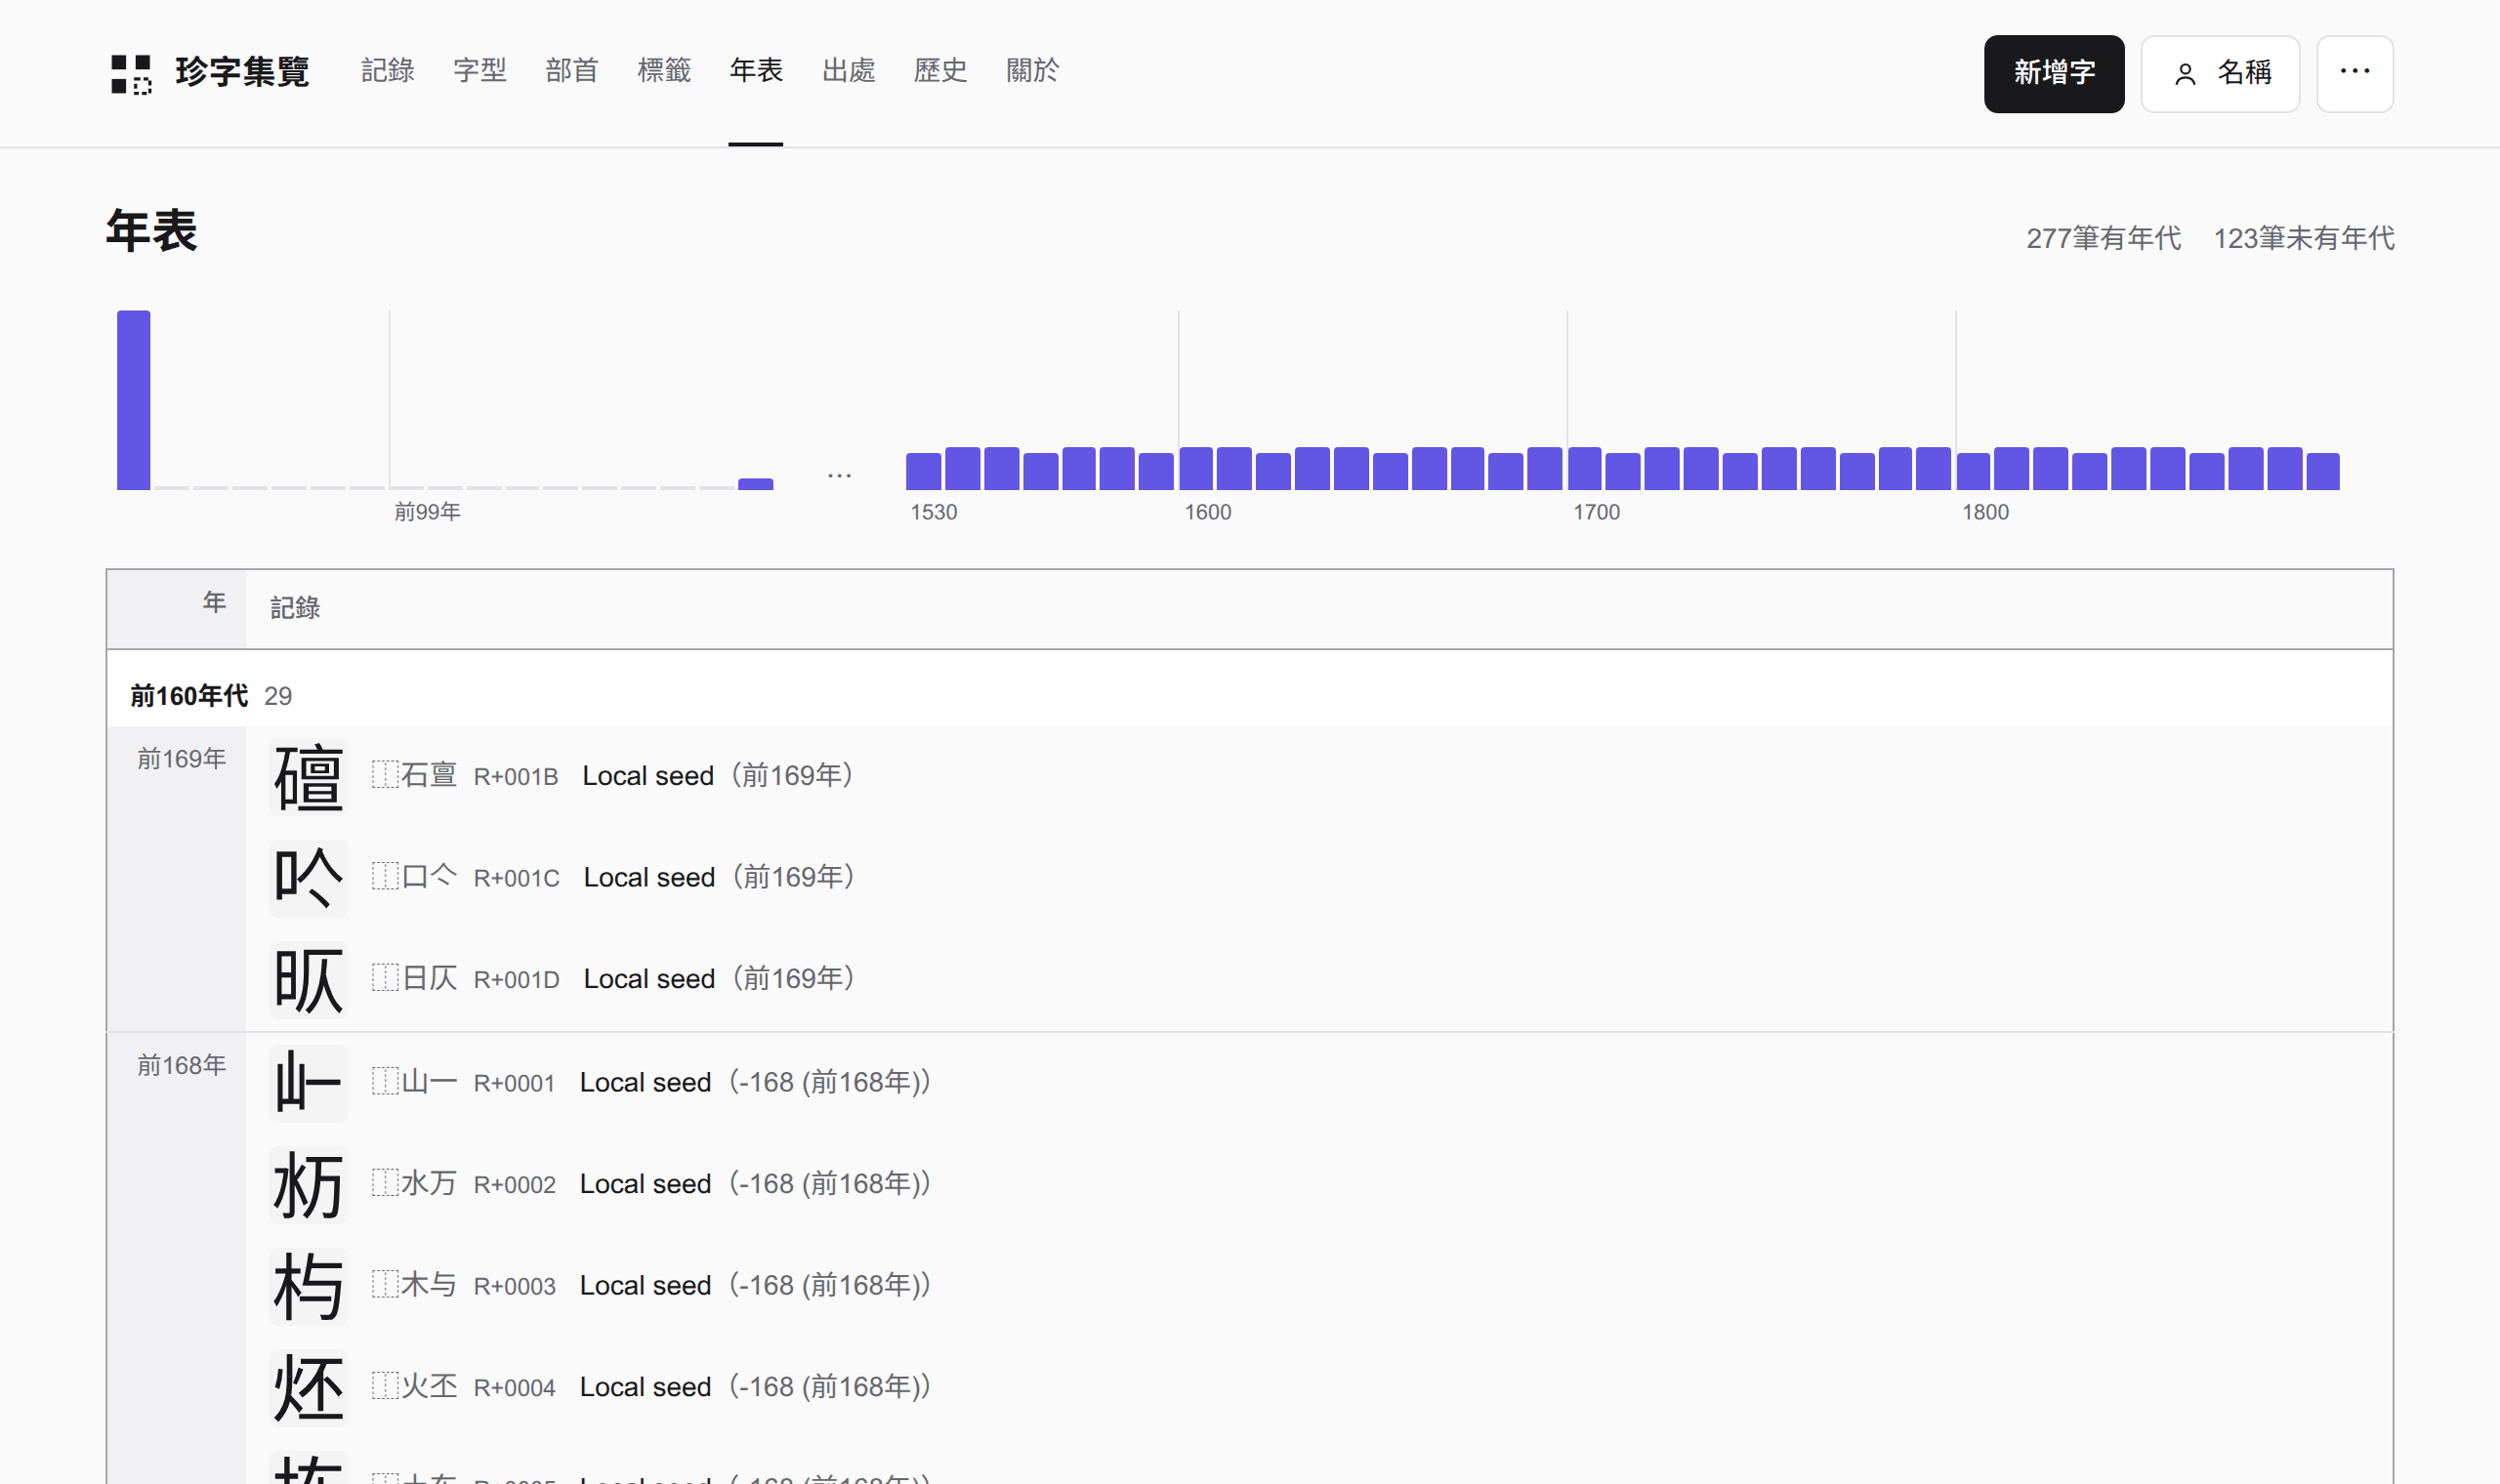 珍字集覽
記錄 字型 部首 標籤 年表 出處 歷史 關於
新增字 名稱 ···
年表
277筆有年代 123筆未有年代
···
前99年 1530 1600 1700 1800
年 記錄
前160年代 29
前169年
⿰石亶 R+001B Local seed（前169年）
⿰口亽 R+001C Local seed（前169年）
⿰日仄 R+001D Local seed（前169年）
前168年
⿰山一 R+0001 Local seed（-168 (前168年)）
⿰水万 R+0002 Local seed（-168 (前168年)）
⿰木与 R+0003 Local seed（-168 (前168年)）
⿰火丕 R+0004 Local seed（-168 (前168年)）